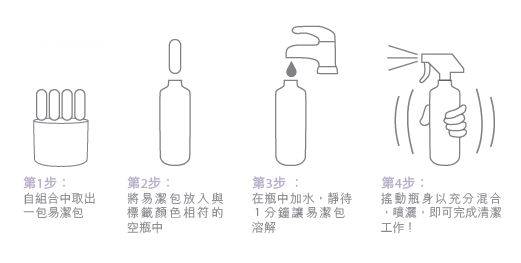 第1步：
自組合中取出
一包易潔包
第2步：
將易潔包放入與
標籤顏色相符的
空瓶中
第3步 ：
在瓶中加水，靜待
1分鐘讓易潔包
溶解
第4步：
搖動瓶身以充分混合
，噴灑，即可完成清潔
工作！